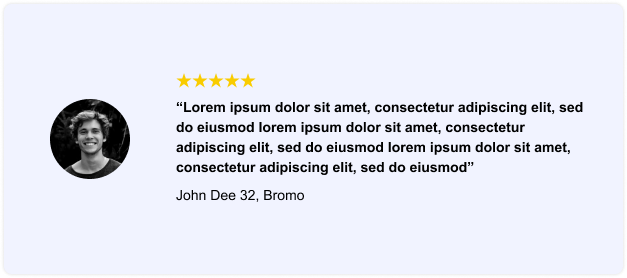 ★★★★★
“Lorem ipsum dolor sit amet, consectetur adipiscing elit, sed
do eiusmod lorem ipsum dolor sit amet, consectetur
adipiscing elit, sed do eiusmod lorem ipsum dolor sit amet,
consectetur adipiscing elit, sed do eiusmod”
John Dee 32, Bromo